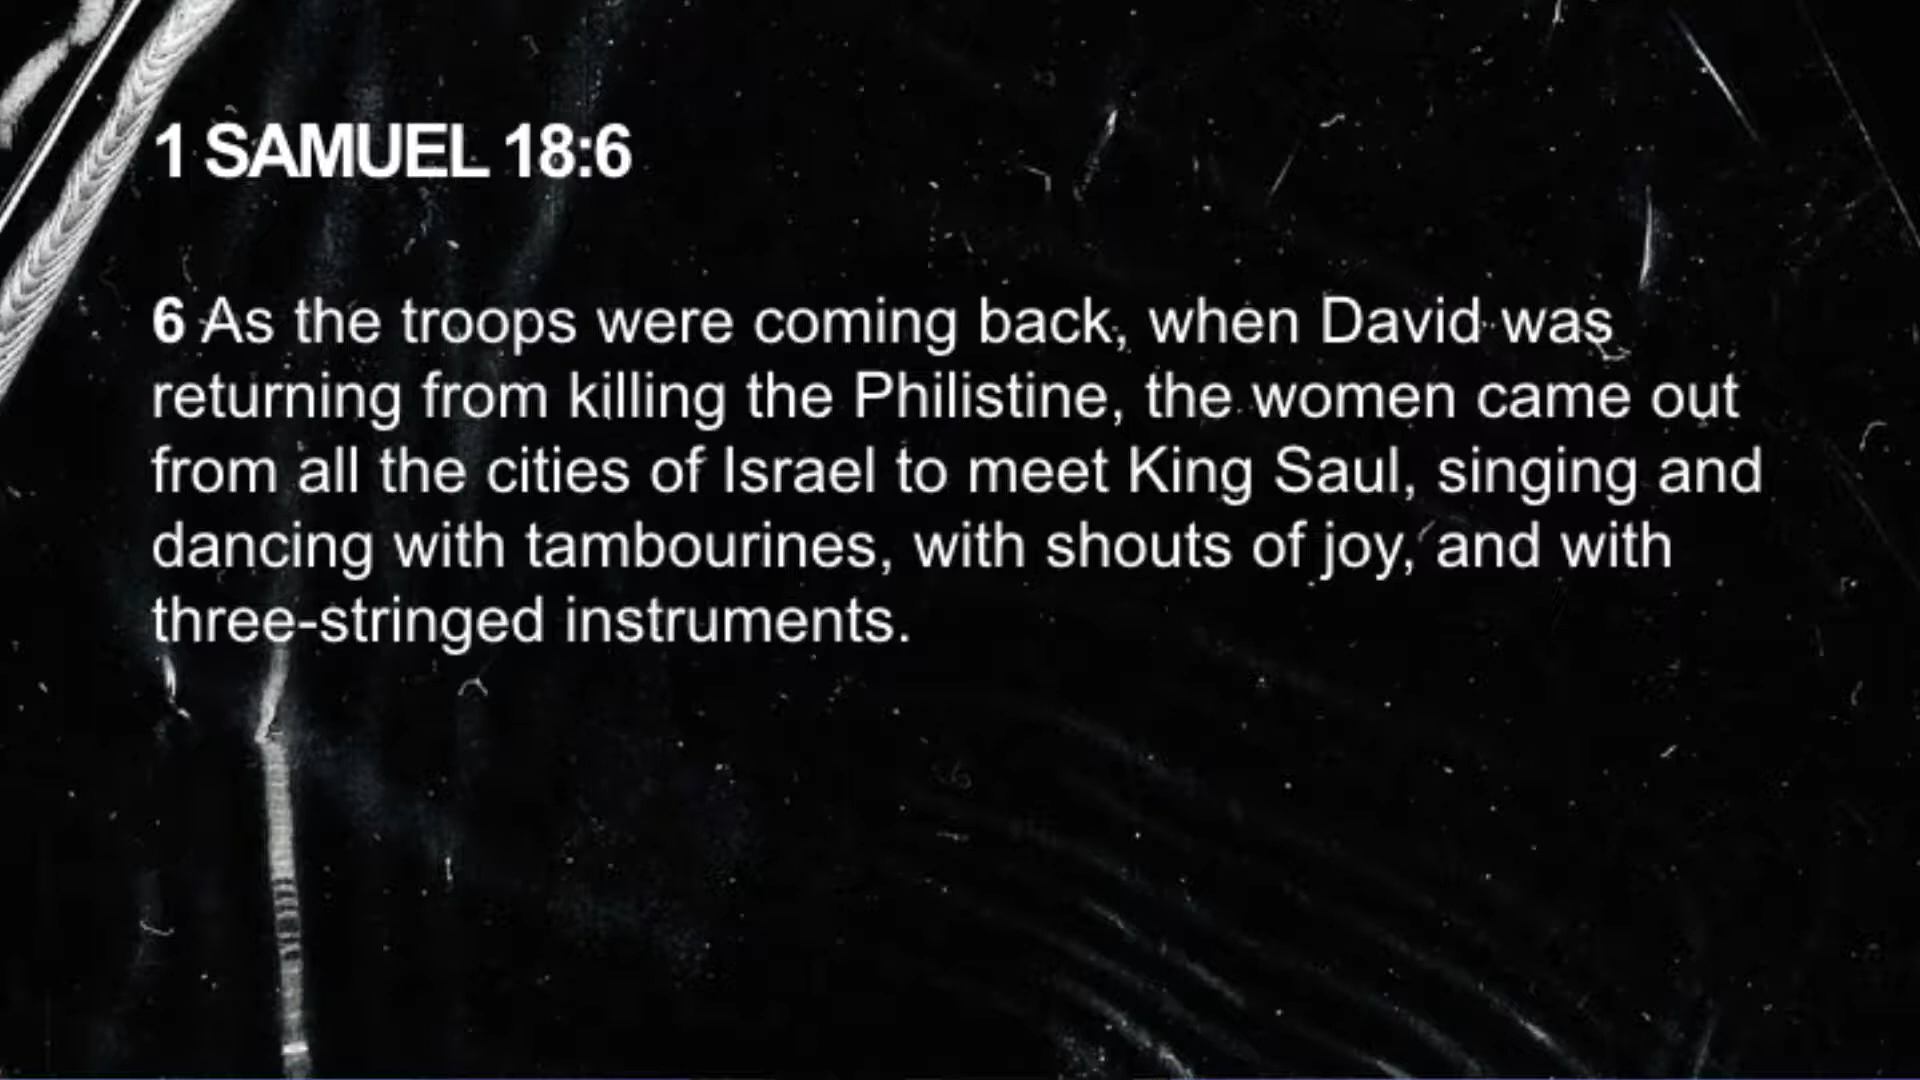 1 SAMUEL 18:6
6 As the troops were coming back, when David was
returning from killing the Philistine, the women came out
from all the cities of Israel to meet King Saul, singing and
dancing with tambourines, with shouts of joy, and with
three-stringed instruments.